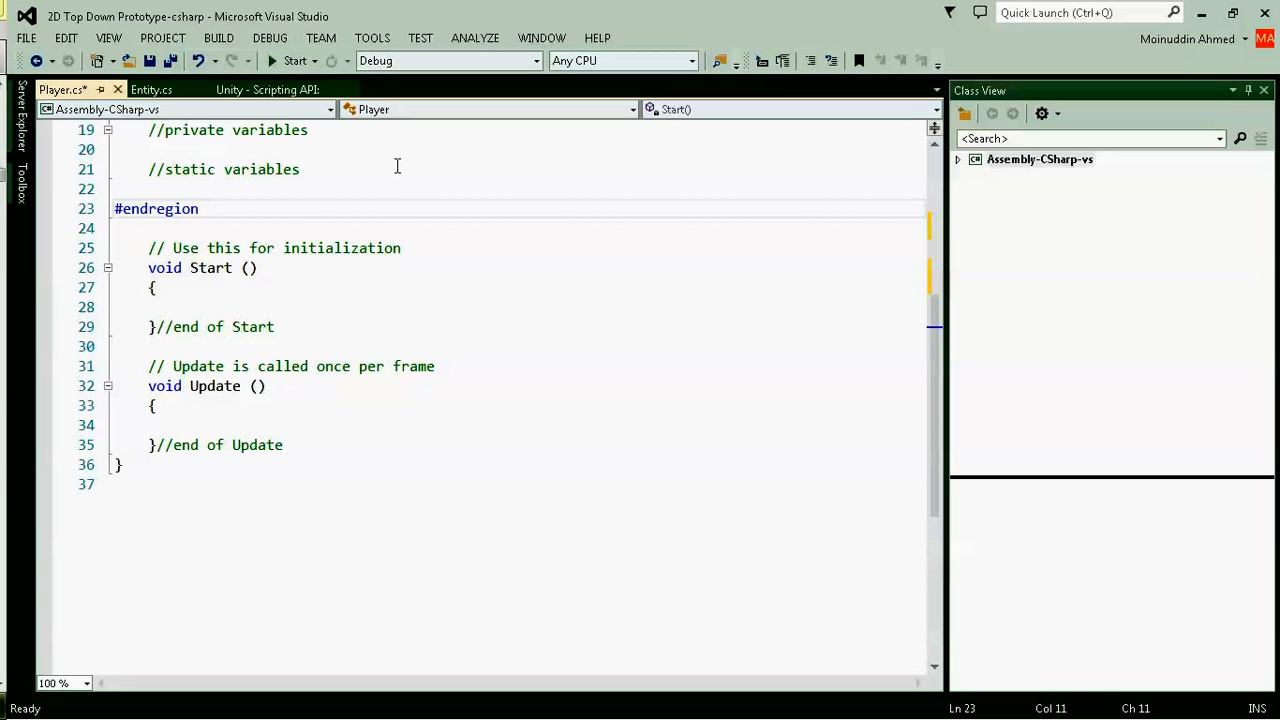 2D Top Down Prototype-csharp - Microsoft Visual Studio
Quick Launch (Ctrl+Q)
FILE EDIT VIEW PROJECT BUILD DEBUG TEAM TOOLS TEST ANALYZE WINDOW HELP
Moinuddin Ahmed MA
Start Debug Any CPU
Player.cs* Entity.cs Unity - Scripting API:
Class View
Assembly-CSharp-vs Player Start()
<Search>
Assembly-CSharp-vs
Server Explorer
Toolbox
19 //private variables
20
21 //static variables
22
23 #endregion
24
25 // Use this for initialization
26 void Start ()
27 {
28
29 }//end of Start
30
31 // Update is called once per frame
32 void Update ()
33 {
34
35 }//end of Update
36 }
37
100 %
Ready Ln 23 Col 11 Ch 11 INS